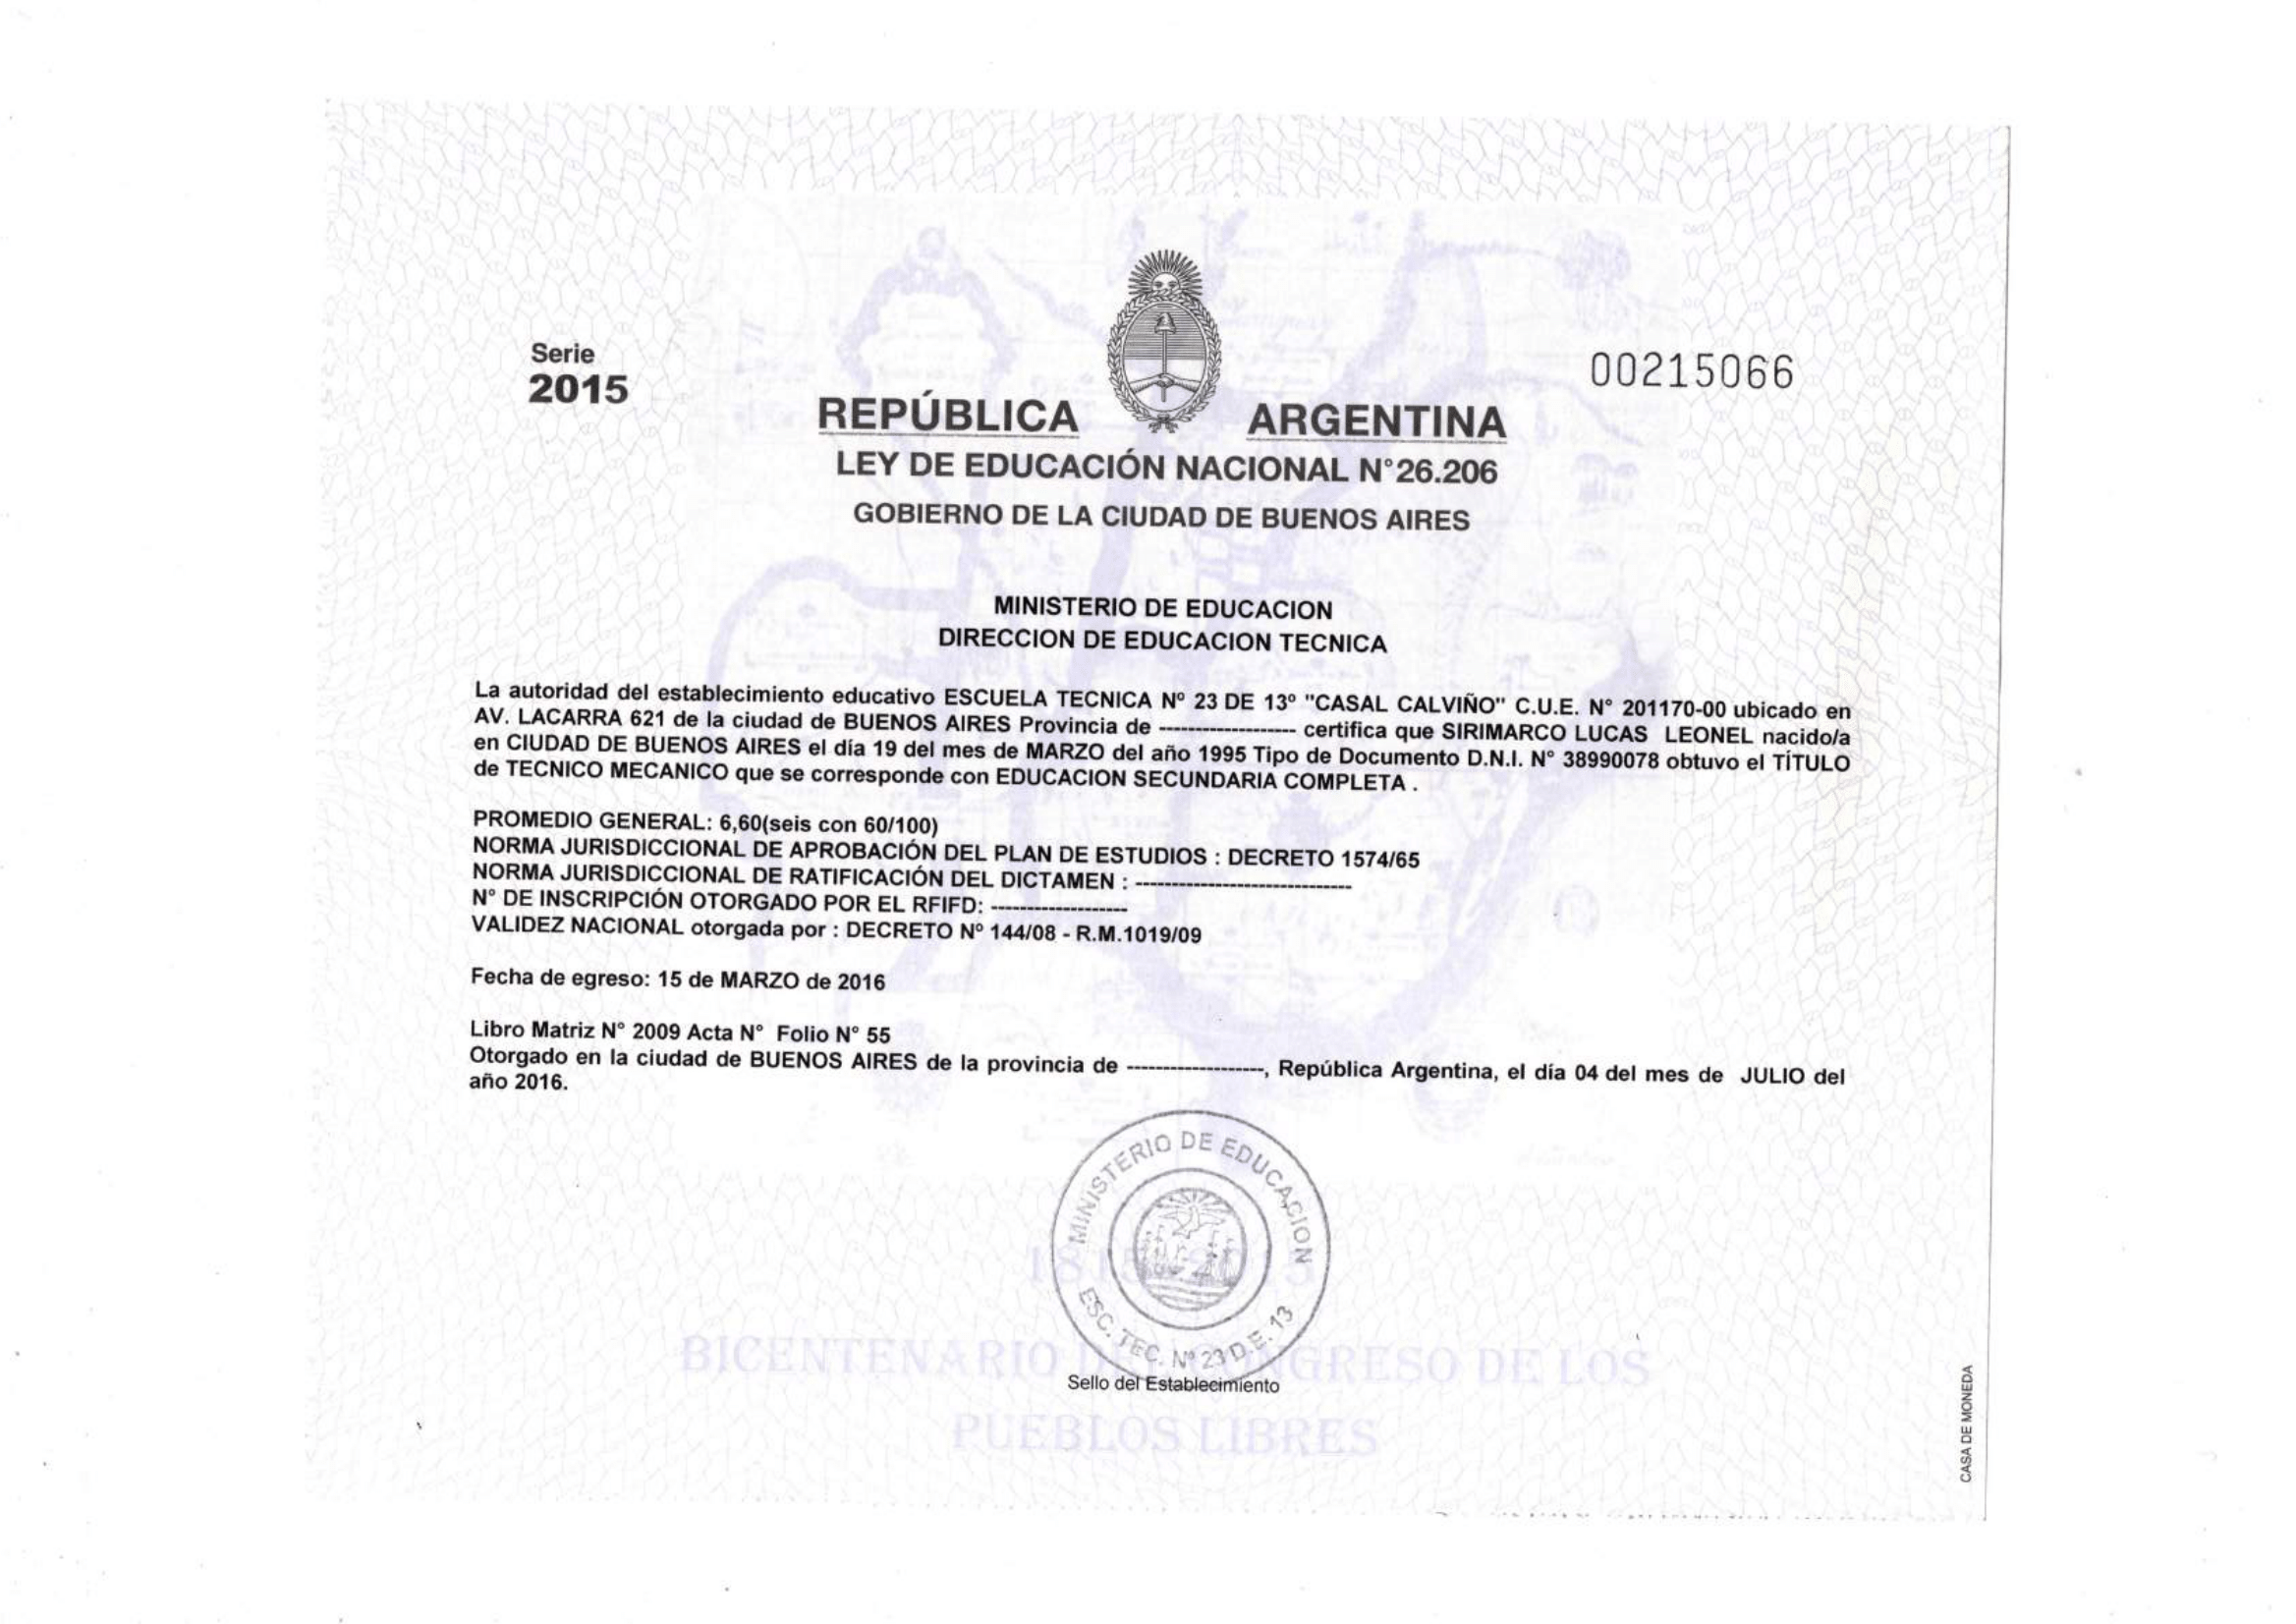 Serie
2015
00215066
REPÚBLICA ARGENTINA
LEY DE EDUCACIÓN NACIONAL N°26.206
GOBIERNO DE LA CIUDAD DE BUENOS AIRES
MINISTERIO DE EDUCACION
DIRECCION DE EDUCACION TECNICA
La autoridad del establecimiento educativo ESCUELA TECNICA Nº 23 DE 13º "CASAL CALVIÑO" C.U.E. N° 201170-00 ubicado en
AV. LACARRA 621 de la ciudad de BUENOS AIRES Provincia de ------------------- certifica que SIRIMARCO LUCAS LEONEL nacido/a
en CIUDAD DE BUENOS AIRES el día 19 del mes de MARZO del año 1995 Tipo de Documento D.N.I. N° 38990078 obtuvo el TÍTULO
de TECNICO MECANICO que se corresponde con EDUCACION SECUNDARIA COMPLETA .
PROMEDIO GENERAL: 6,60(seis con 60/100)
NORMA JURISDICCIONAL DE APROBACIÓN DEL PLAN DE ESTUDIOS : DECRETO 1574/65
NORMA JURISDICCIONAL DE RATIFICACIÓN DEL DICTAMEN : ------------------------------
N° DE INSCRIPCIÓN OTORGADO POR EL RFIFD: -------------------
VALIDEZ NACIONAL otorgada por : DECRETO Nº 144/08 - R.M.1019/09
Fecha de egreso: 15 de MARZO de 2016
Libro Matriz N° 2009 Acta N° Folio N° 55
Otorgado en la ciudad de BUENOS AIRES de la provincia de -------------------, República Argentina, el día 04 del mes de JULIO del
año 2016.
MINISTERIO DE EDUCACION
ESC. TEC. Nº 23 D.E. 13
Sello del Establecimiento
BICENTENARIO DEL CONGRESO DE LOS
PUEBLOS LIBRES
CASA DE MONEDA